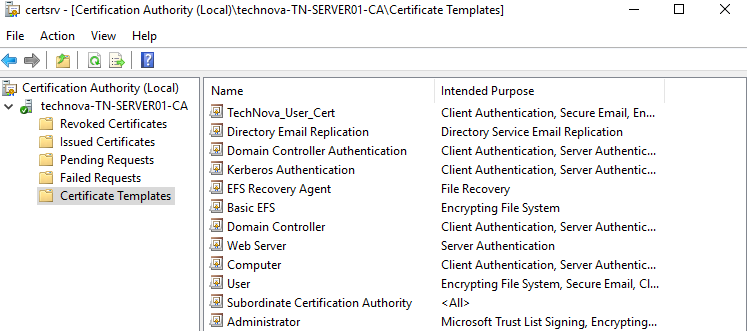 certsrv - [Certification Authority (Local)\technova-TN-SERVER01-CA\Certificate Templates]
File Action View Help
Certification Authority (Local)
technova-TN-SERVER01-CA
Revoked Certificates
Issued Certificates
Pending Requests
Failed Requests
Certificate Templates
Name Intended Purpose
TechNova_User_Cert Client Authentication, Secure Email, En...
Directory Email Replication Directory Service Email Replication
Domain Controller Authentication Client Authentication, Server Authentic...
Kerberos Authentication Client Authentication, Server Authentic...
EFS Recovery Agent File Recovery
Basic EFS Encrypting File System
Domain Controller Client Authentication, Server Authentic...
Web Server Server Authentication
Computer Client Authentication, Server Authentic...
User Encrypting File System, Secure Email, Cl...
Subordinate Certification Authority <All>
Administrator Microsoft Trust List Signing, Encrypting...